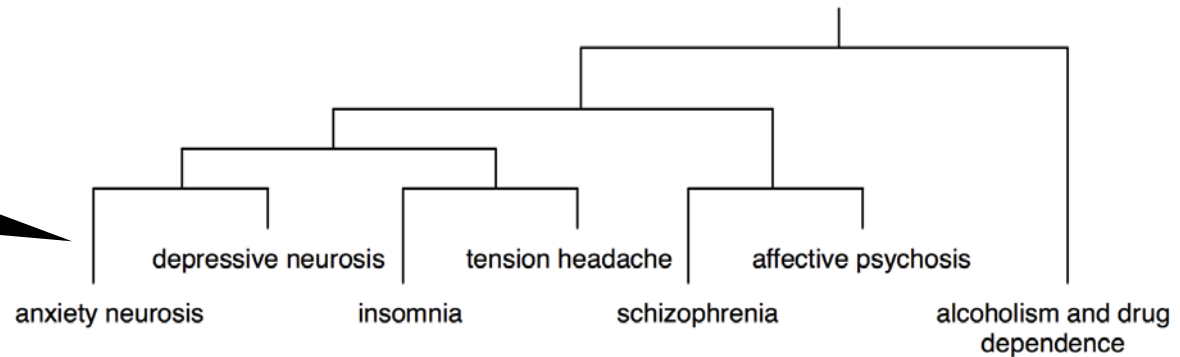 depressive neurosis
tension headache
affective psychosis
anxiety neurosis
insomnia
schizophrenia
alcoholism and drug
dependence